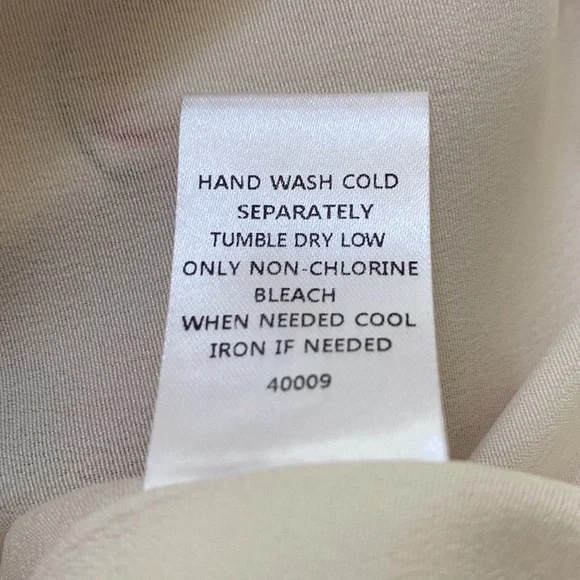 HAND WASH COLD
SEPARATELY
TUMBLE DRY LOW
ONLY NON-CHLORINE
BLEACH
WHEN NEEDED COOL
IRON IF NEEDED
40009